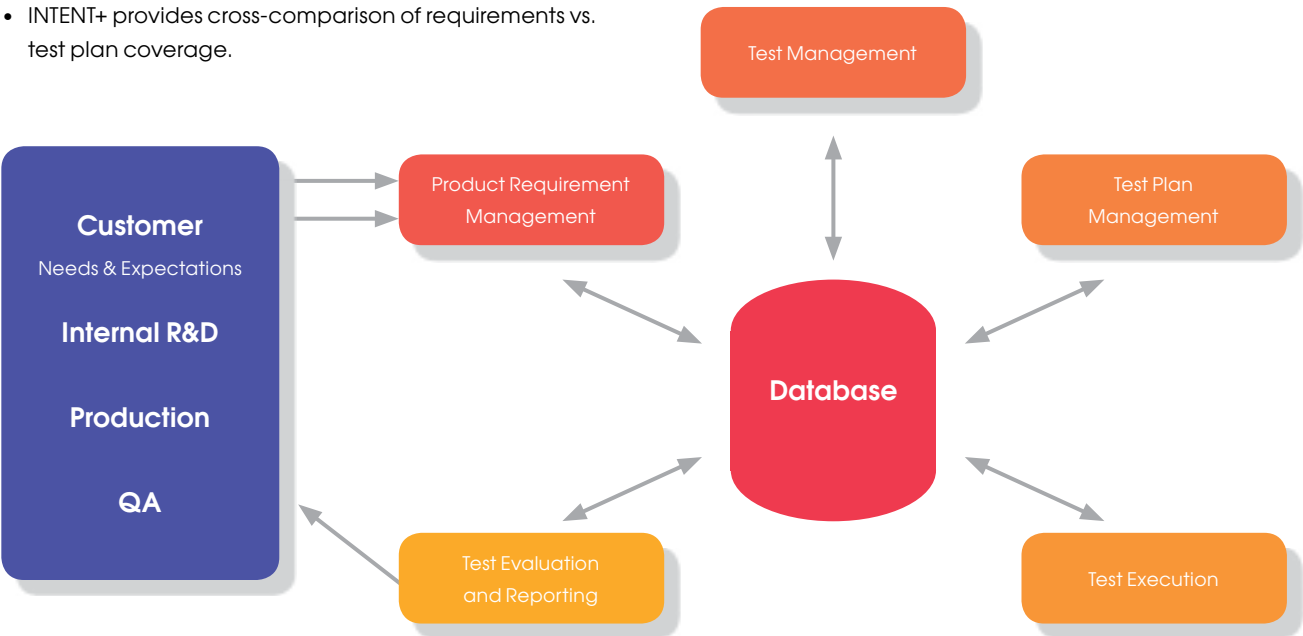 • INTENT+ provides cross-comparison of requirements vs.
test plan coverage.
Test Management
Customer
Needs & Expectations
Internal R&D
Production
QA
Product Requirement
Management
Test Plan
Management
Database
Test Evaluation
and Reporting
Test Execution